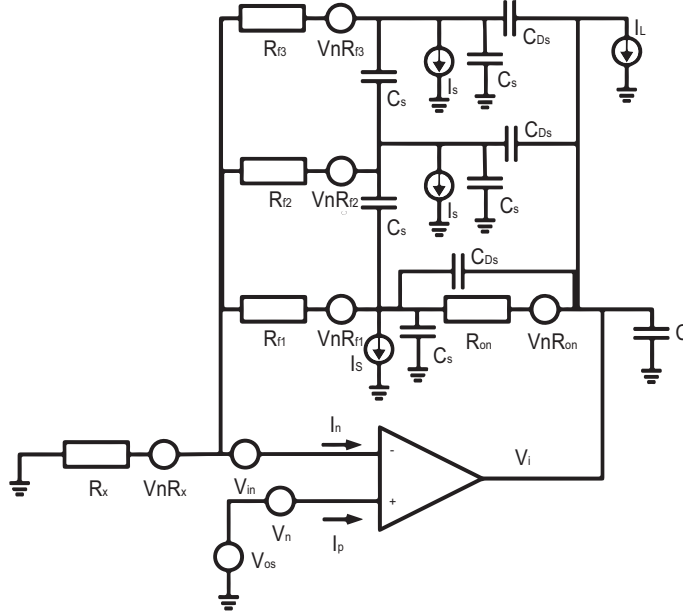 Rf3 VnRf3 CDs IL
Cs Is Cs
CDs
Rf2 VnRf2 Cs Is Cs
CDs
Rf1 VnRf1 Is Cs Ron VnRon C
In
Rx VnRx Vin - Vi
Vn Ip +
Vos